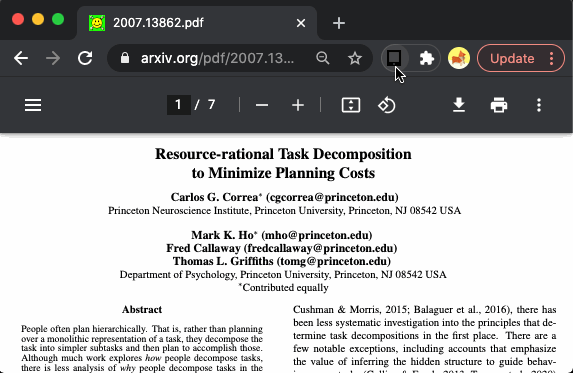 2007.13862.pdf
arxiv.org/pdf/2007.13...
Update
1 / 7
Resource-rational Task Decomposition
to Minimize Planning Costs
Carlos G. Correa* (cgcorrea@princeton.edu)
Princeton Neuroscience Institute, Princeton University, Princeton, NJ 08542 USA
Mark K. Ho* (mho@princeton.edu)
Fred Callaway (fredcallaway@princeton.edu)
Thomas L. Griffiths (tomg@princeton.edu)
Department of Psychology, Princeton University, Princeton, NJ 08542 USA
*Contributed equally
Abstract
People often plan hierarchically. That is, rather than planning
over a monolithic representation of a task, they decompose the
task into simpler subtasks and then plan to accomplish those.
Although much work explores how people decompose tasks,
there is less analysis of why people decompose tasks in the
Cushman & Morris, 2015; Balaguer et al., 2016), there has
been less systematic investigation into the principles that de-
termine task decompositions in the first place. There are a
few notable exceptions, including accounts that emphasize
the value of inferring the hidden structure to guide behav-